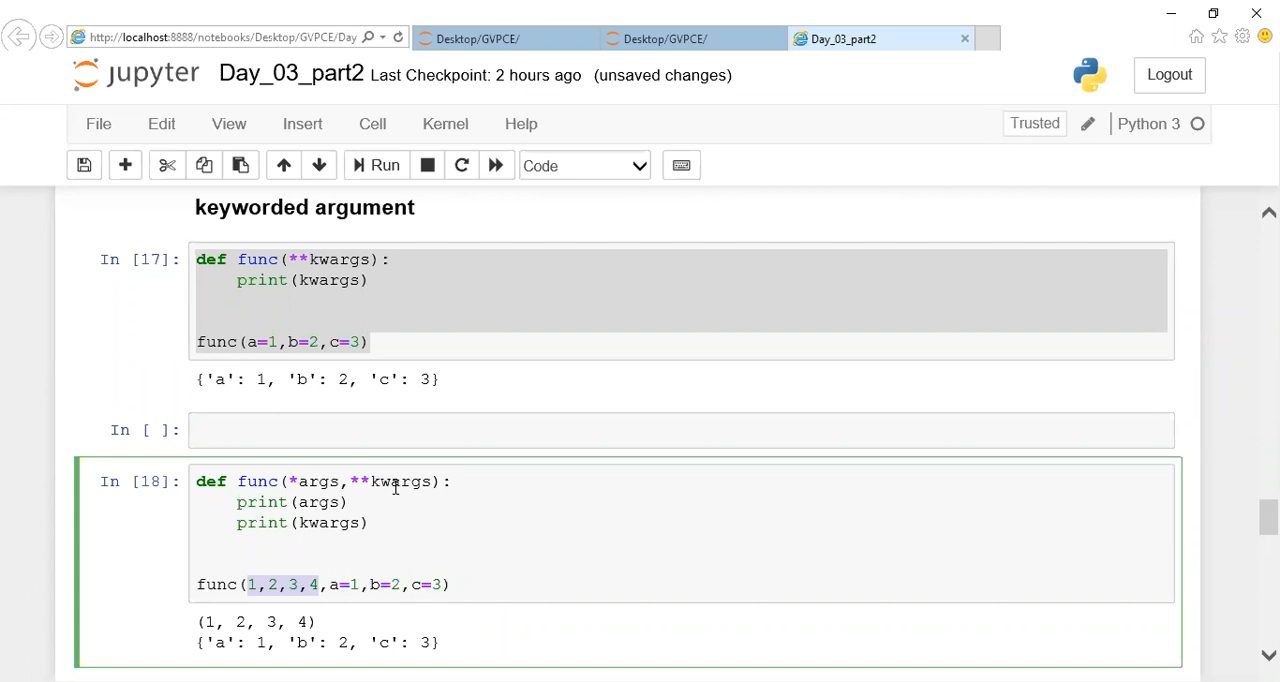 http://localhost:8888/notebooks/Desktop/GVPCE/Day
Desktop/GVPCE/
Desktop/GVPCE/
Day_03_part2
jupyter Day_03_part2 Last Checkpoint: 2 hours ago (unsaved changes)
Logout
File Edit View Insert Cell Kernel Help
Trusted
Python 3
Run
Code
keyworded argument
In [17]: def func(**kwargs):
print(kwargs)
func(a=1,b=2,c=3)
{'a': 1, 'b': 2, 'c': 3}
In [ ]:
In [18]: def func(*args,**kwargs):
print(args)
print(kwargs)
func(1,2,3,4,a=1,b=2,c=3)
(1, 2, 3, 4)
{'a': 1, 'b': 2, 'c': 3}